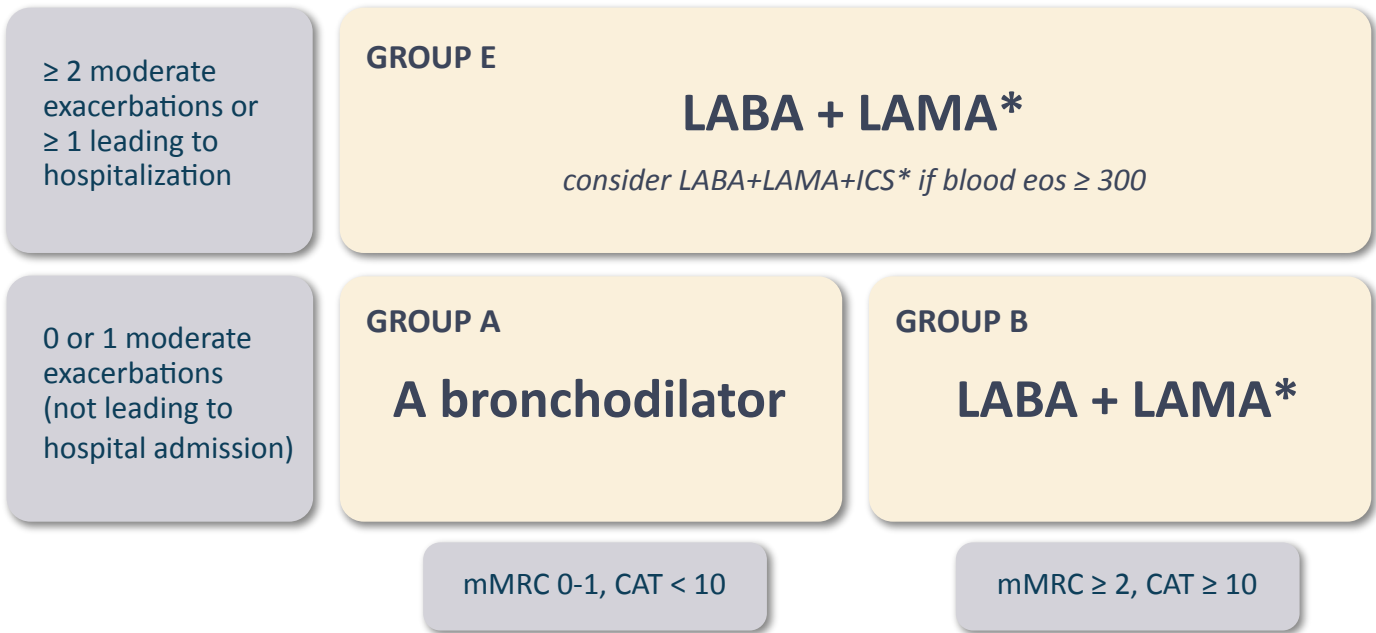 ≥ 2 moderate
exacerbations or
≥ 1 leading to
hospitalization
GROUP E
LABA + LAMA*
consider LABA+LAMA+ICS* if blood eos ≥ 300
0 or 1 moderate
exacerbations
(not leading to
hospital admission)
GROUP A
A bronchodilator
GROUP B
LABA + LAMA*
mMRC 0-1, CAT < 10
mMRC ≥ 2, CAT ≥ 10